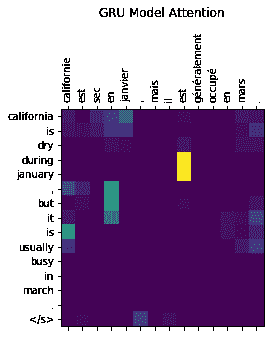 GRU Model Attention
californie
est
sec
en
janvier
,
mais
il
est
généralement
occupé
en
mars
.
california
is
dry
during
january
,
but
it
is
usually
busy
in
march
.
</s>